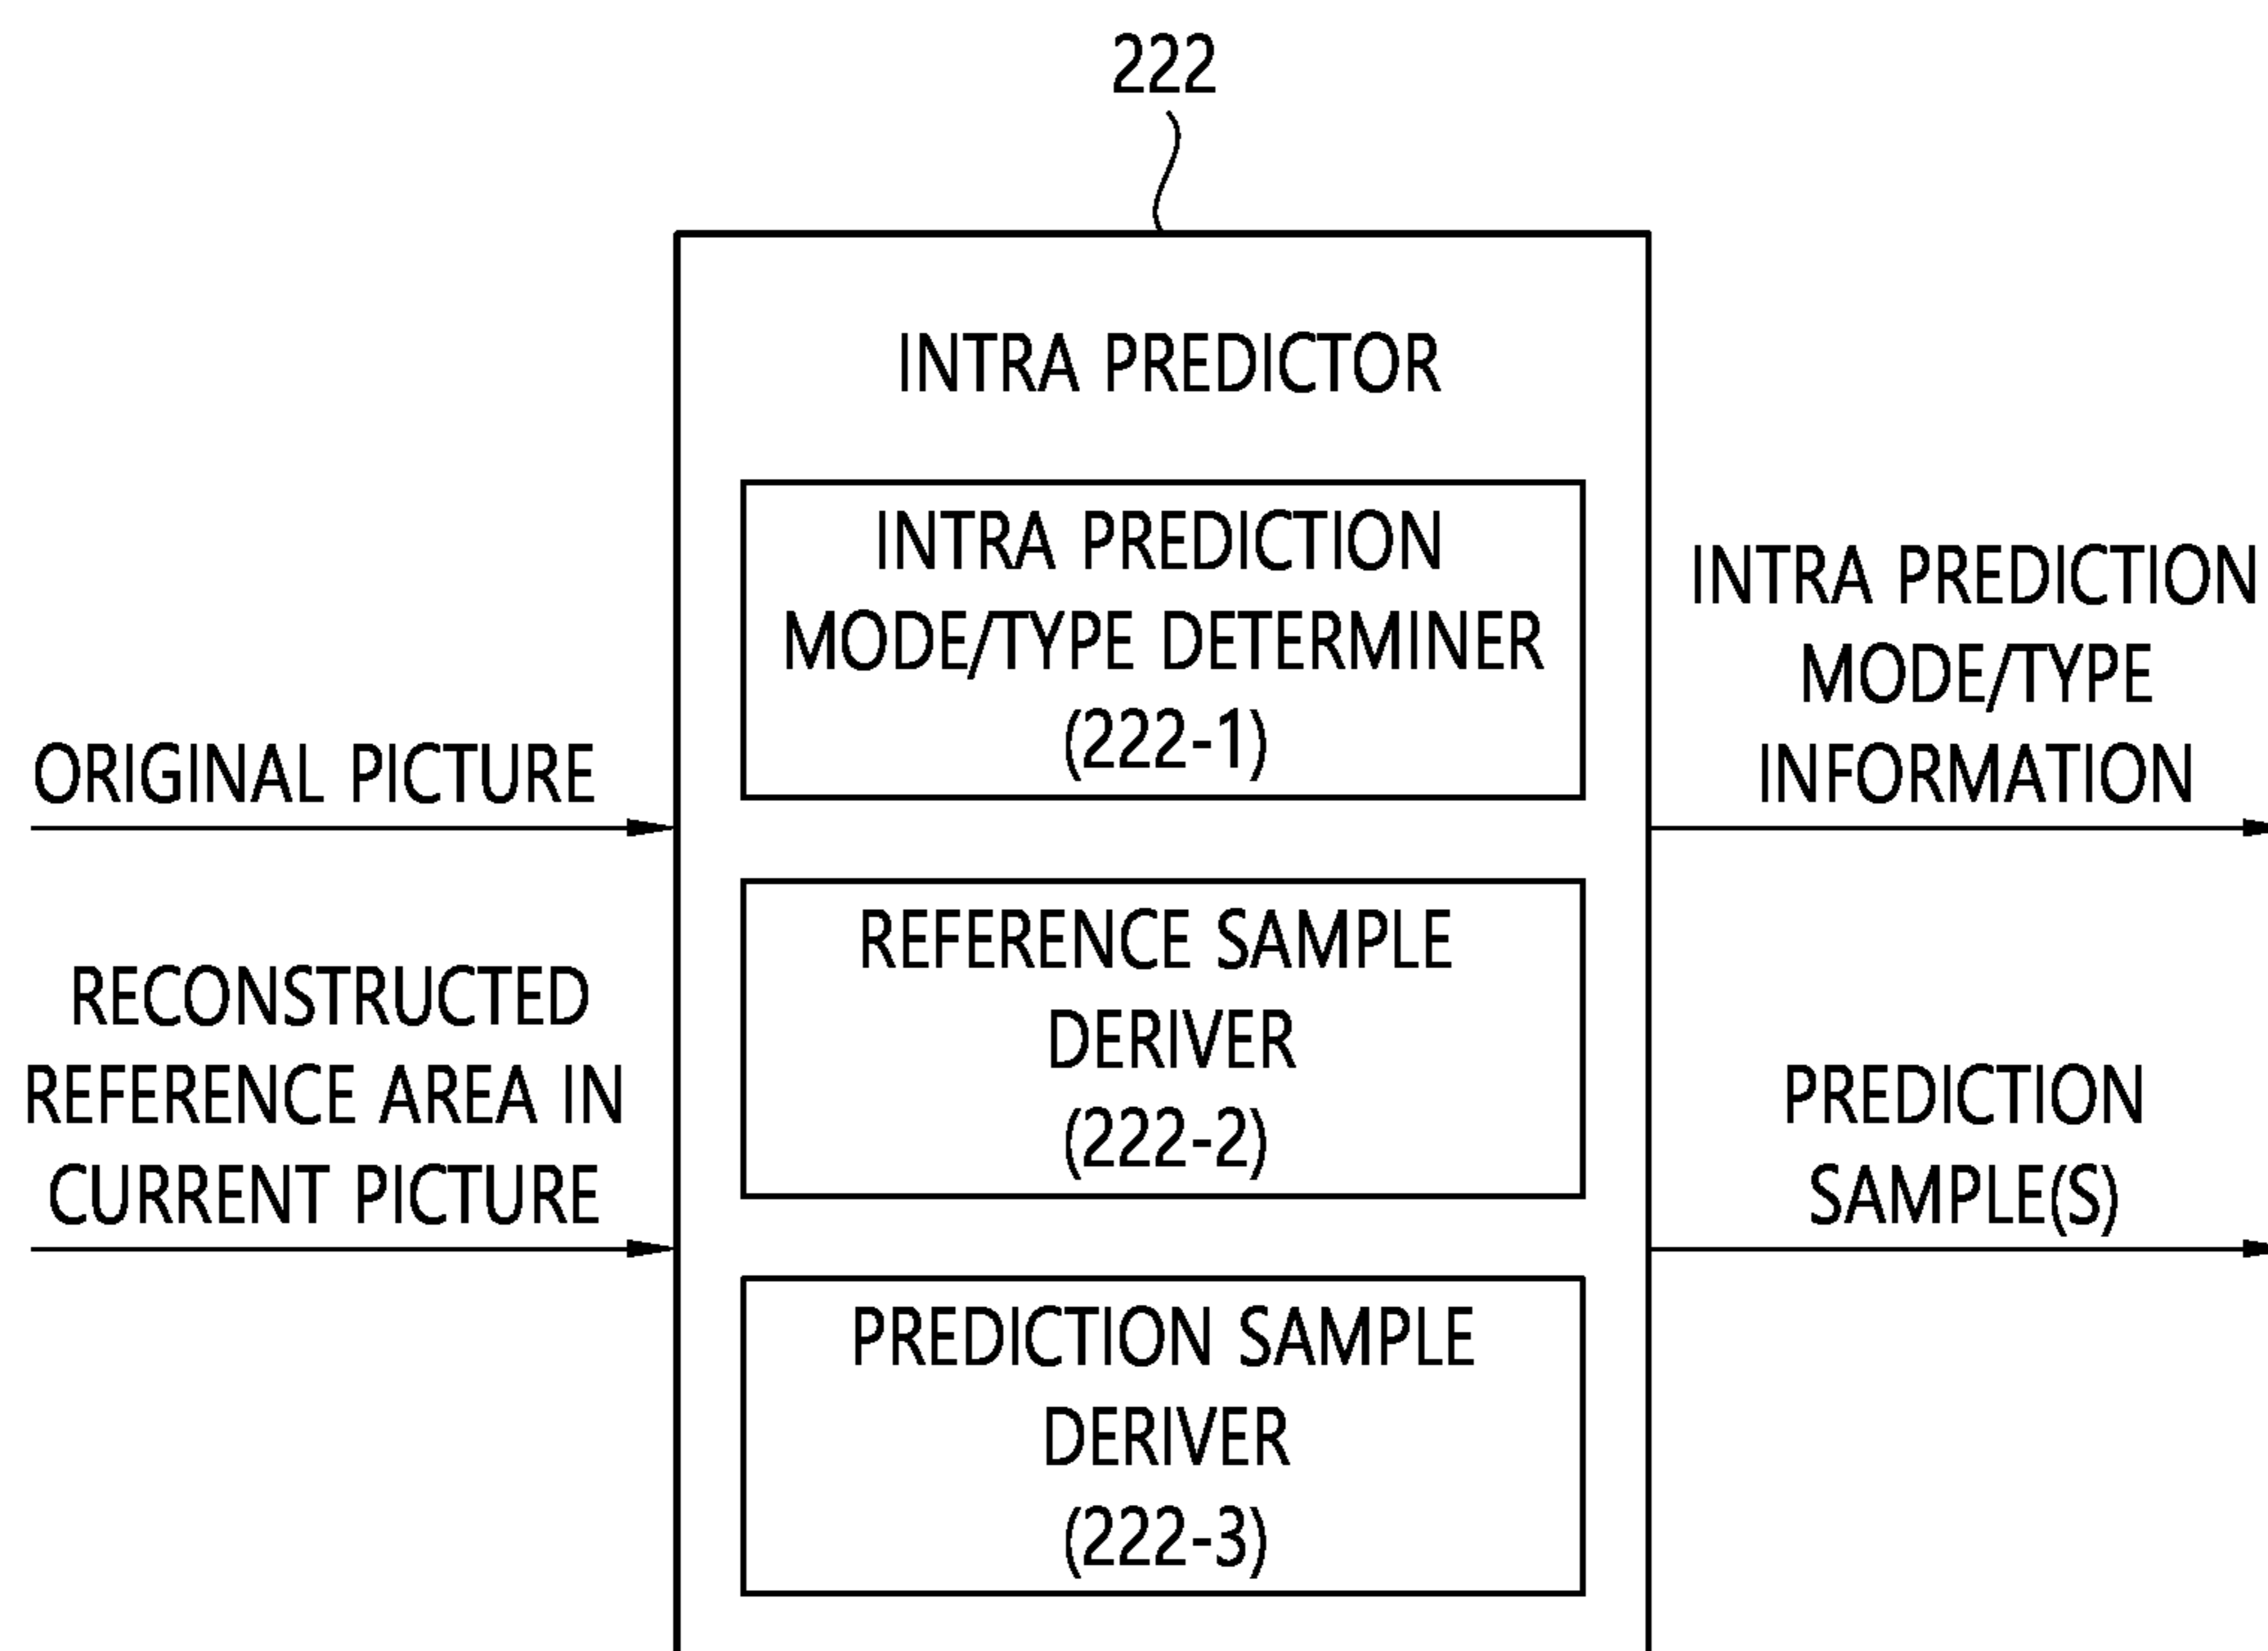 222
INTRA PREDICTOR
INTRA PREDICTION
MODE/TYPE DETERMINER
(222-1)
ORIGINAL PICTURE
INTRA PREDICTION
MODE/TYPE
INFORMATION
REFERENCE SAMPLE
DERIVER
(222-2)
RECONSTRUCTED
REFERENCE AREA IN
CURRENT PICTURE
PREDICTION
SAMPLE(S)
PREDICTION SAMPLE
DERIVER
(222-3)